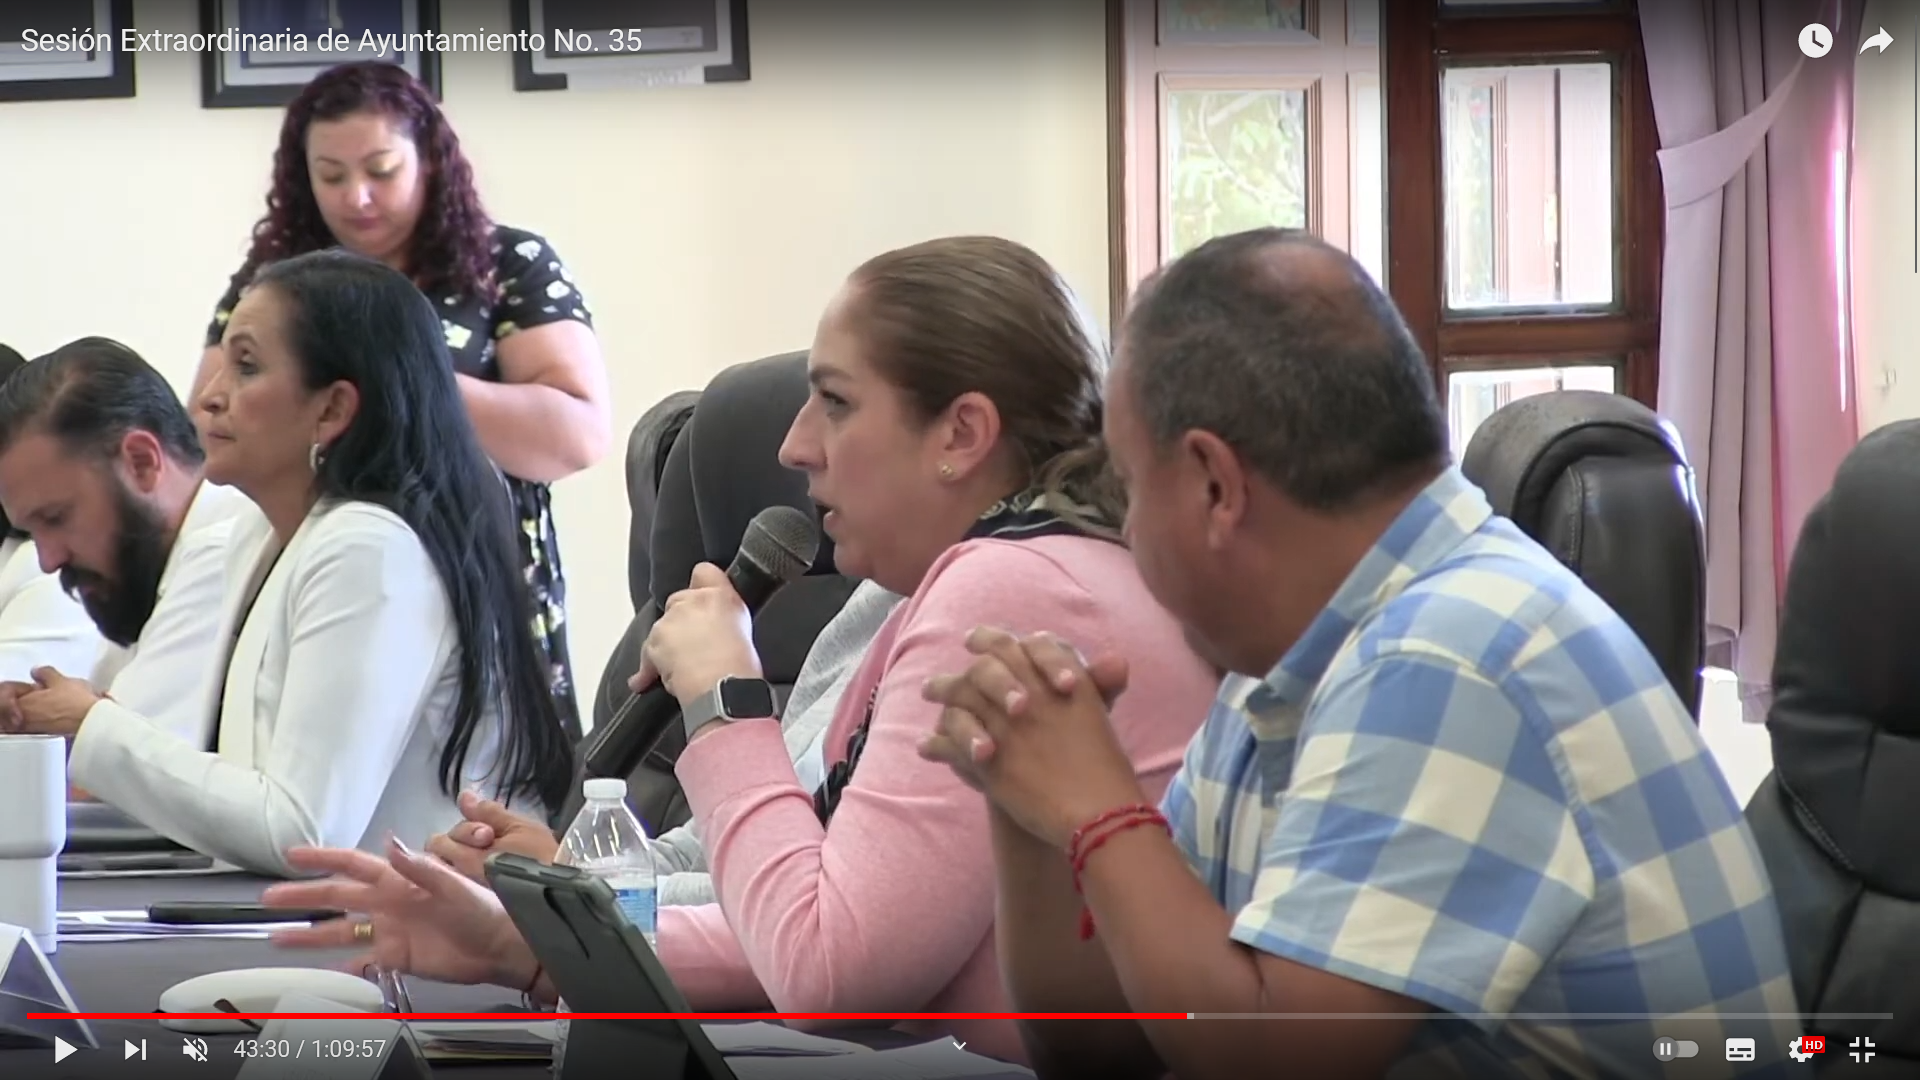 Sesión Extraordinaria de Ayuntamiento No. 35
43:30 / 1:09:57
HD